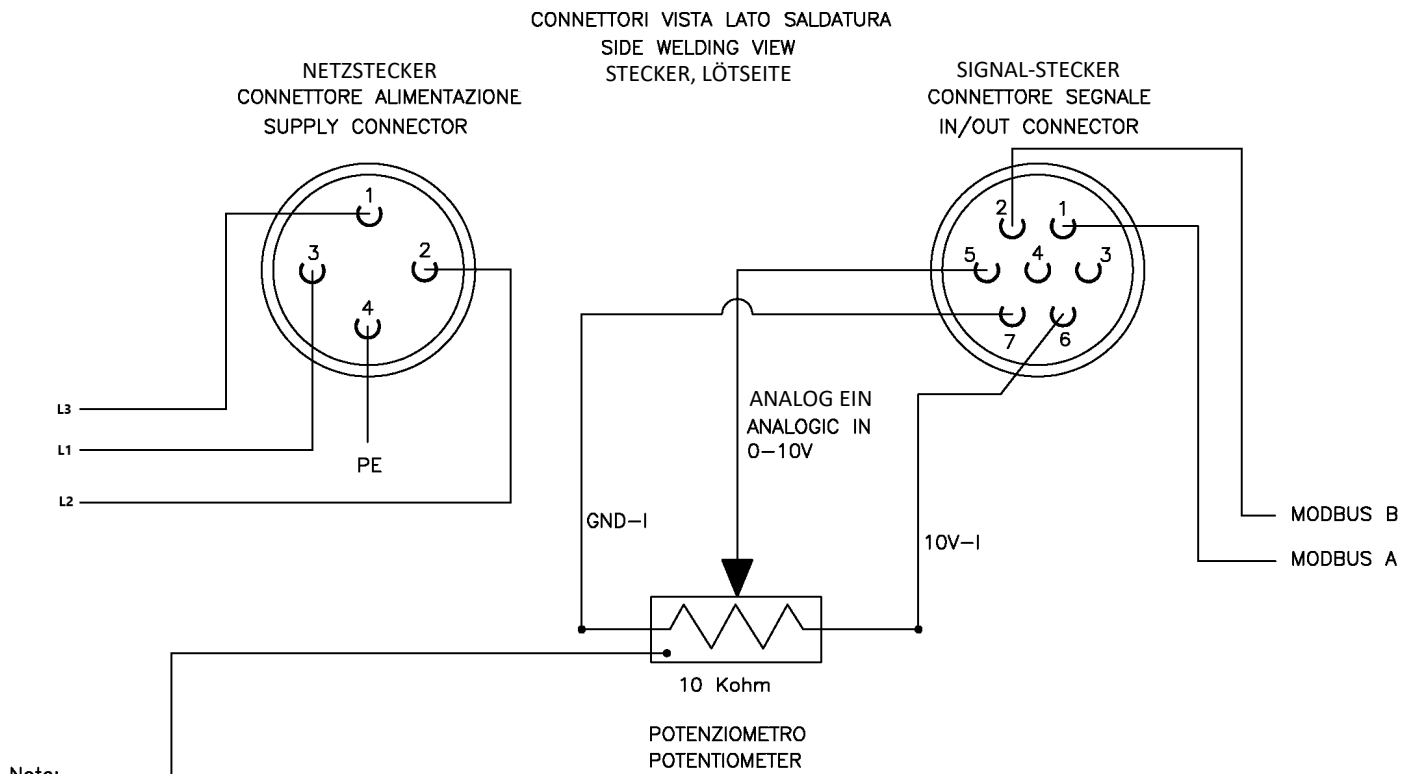 CONNETTORI VISTA LATO SALDATURA
SIDE WELDING VIEW
STECKER, LÖTSEITE
NETZSTECKER
CONNETTORE ALIMENTAZIONE
SUPPLY CONNECTOR
SIGNAL-STECKER
CONNETTORE SEGNALE
IN/OUT CONNECTOR
1
3
2
4
PE
L3
L1
L2
2
1
5
4
3
7
6
ANALOG EIN
ANALOGIC IN
0-10V
GND-I
10V-I
MODBUS B
MODBUS A
10 Kohm
POTENZIOMETRO
POTENTIOMETER
Note: